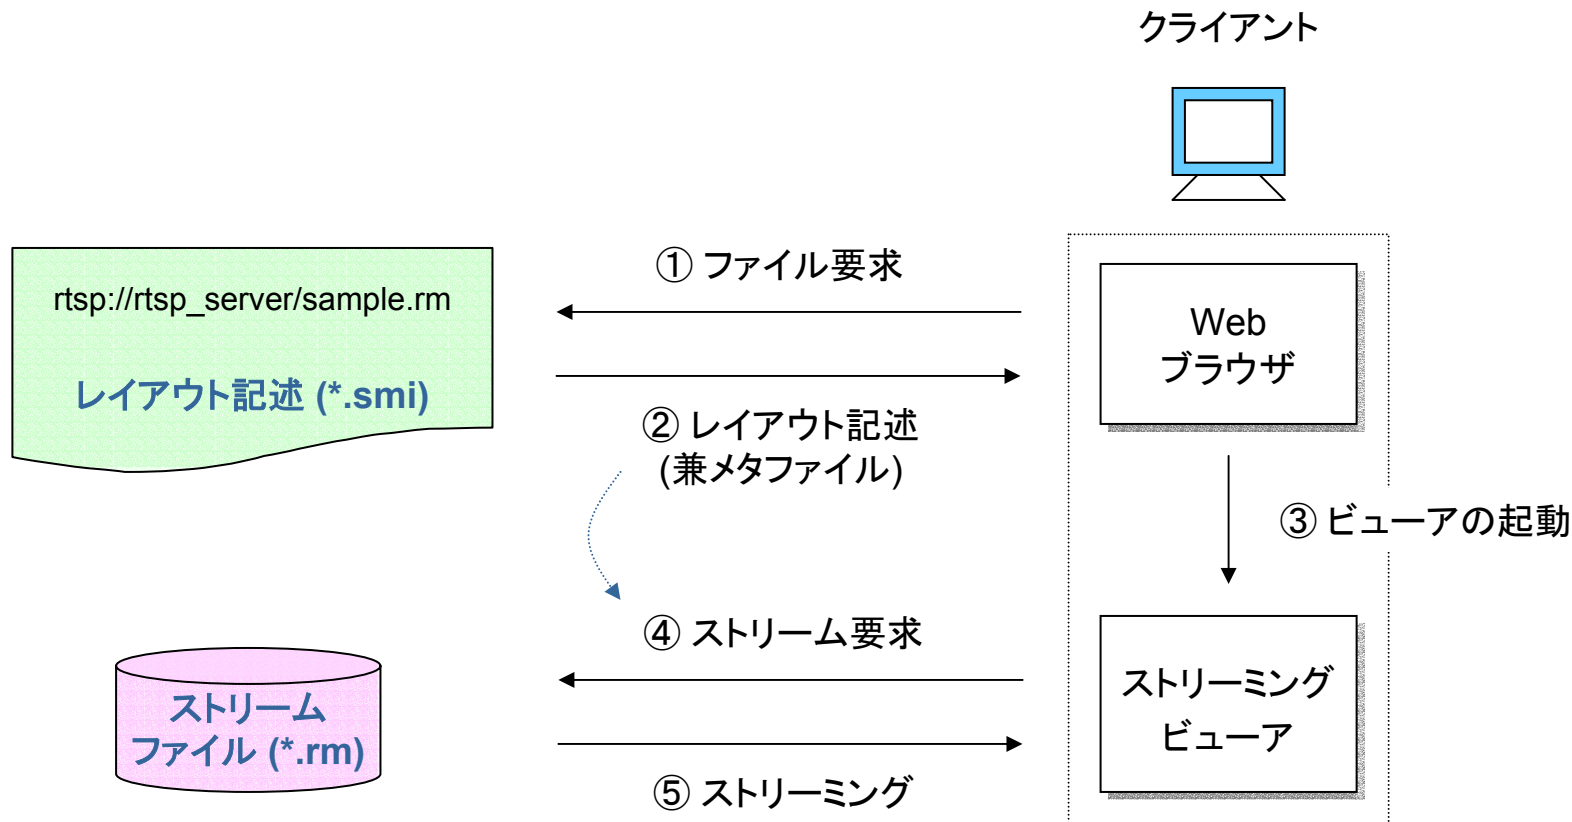 クライアント
① ファイル要求
rtsp://rtsp_server/sample.rm
レイアウト記述 (*.smi)
Web
ブラウザ
② レイアウト記述
(兼メタファイル)
③ ビューアの起動
④ ストリーム要求
ストリーム
ファイル (*.rm)
ストリーミング
ビューア
⑤ ストリーミング